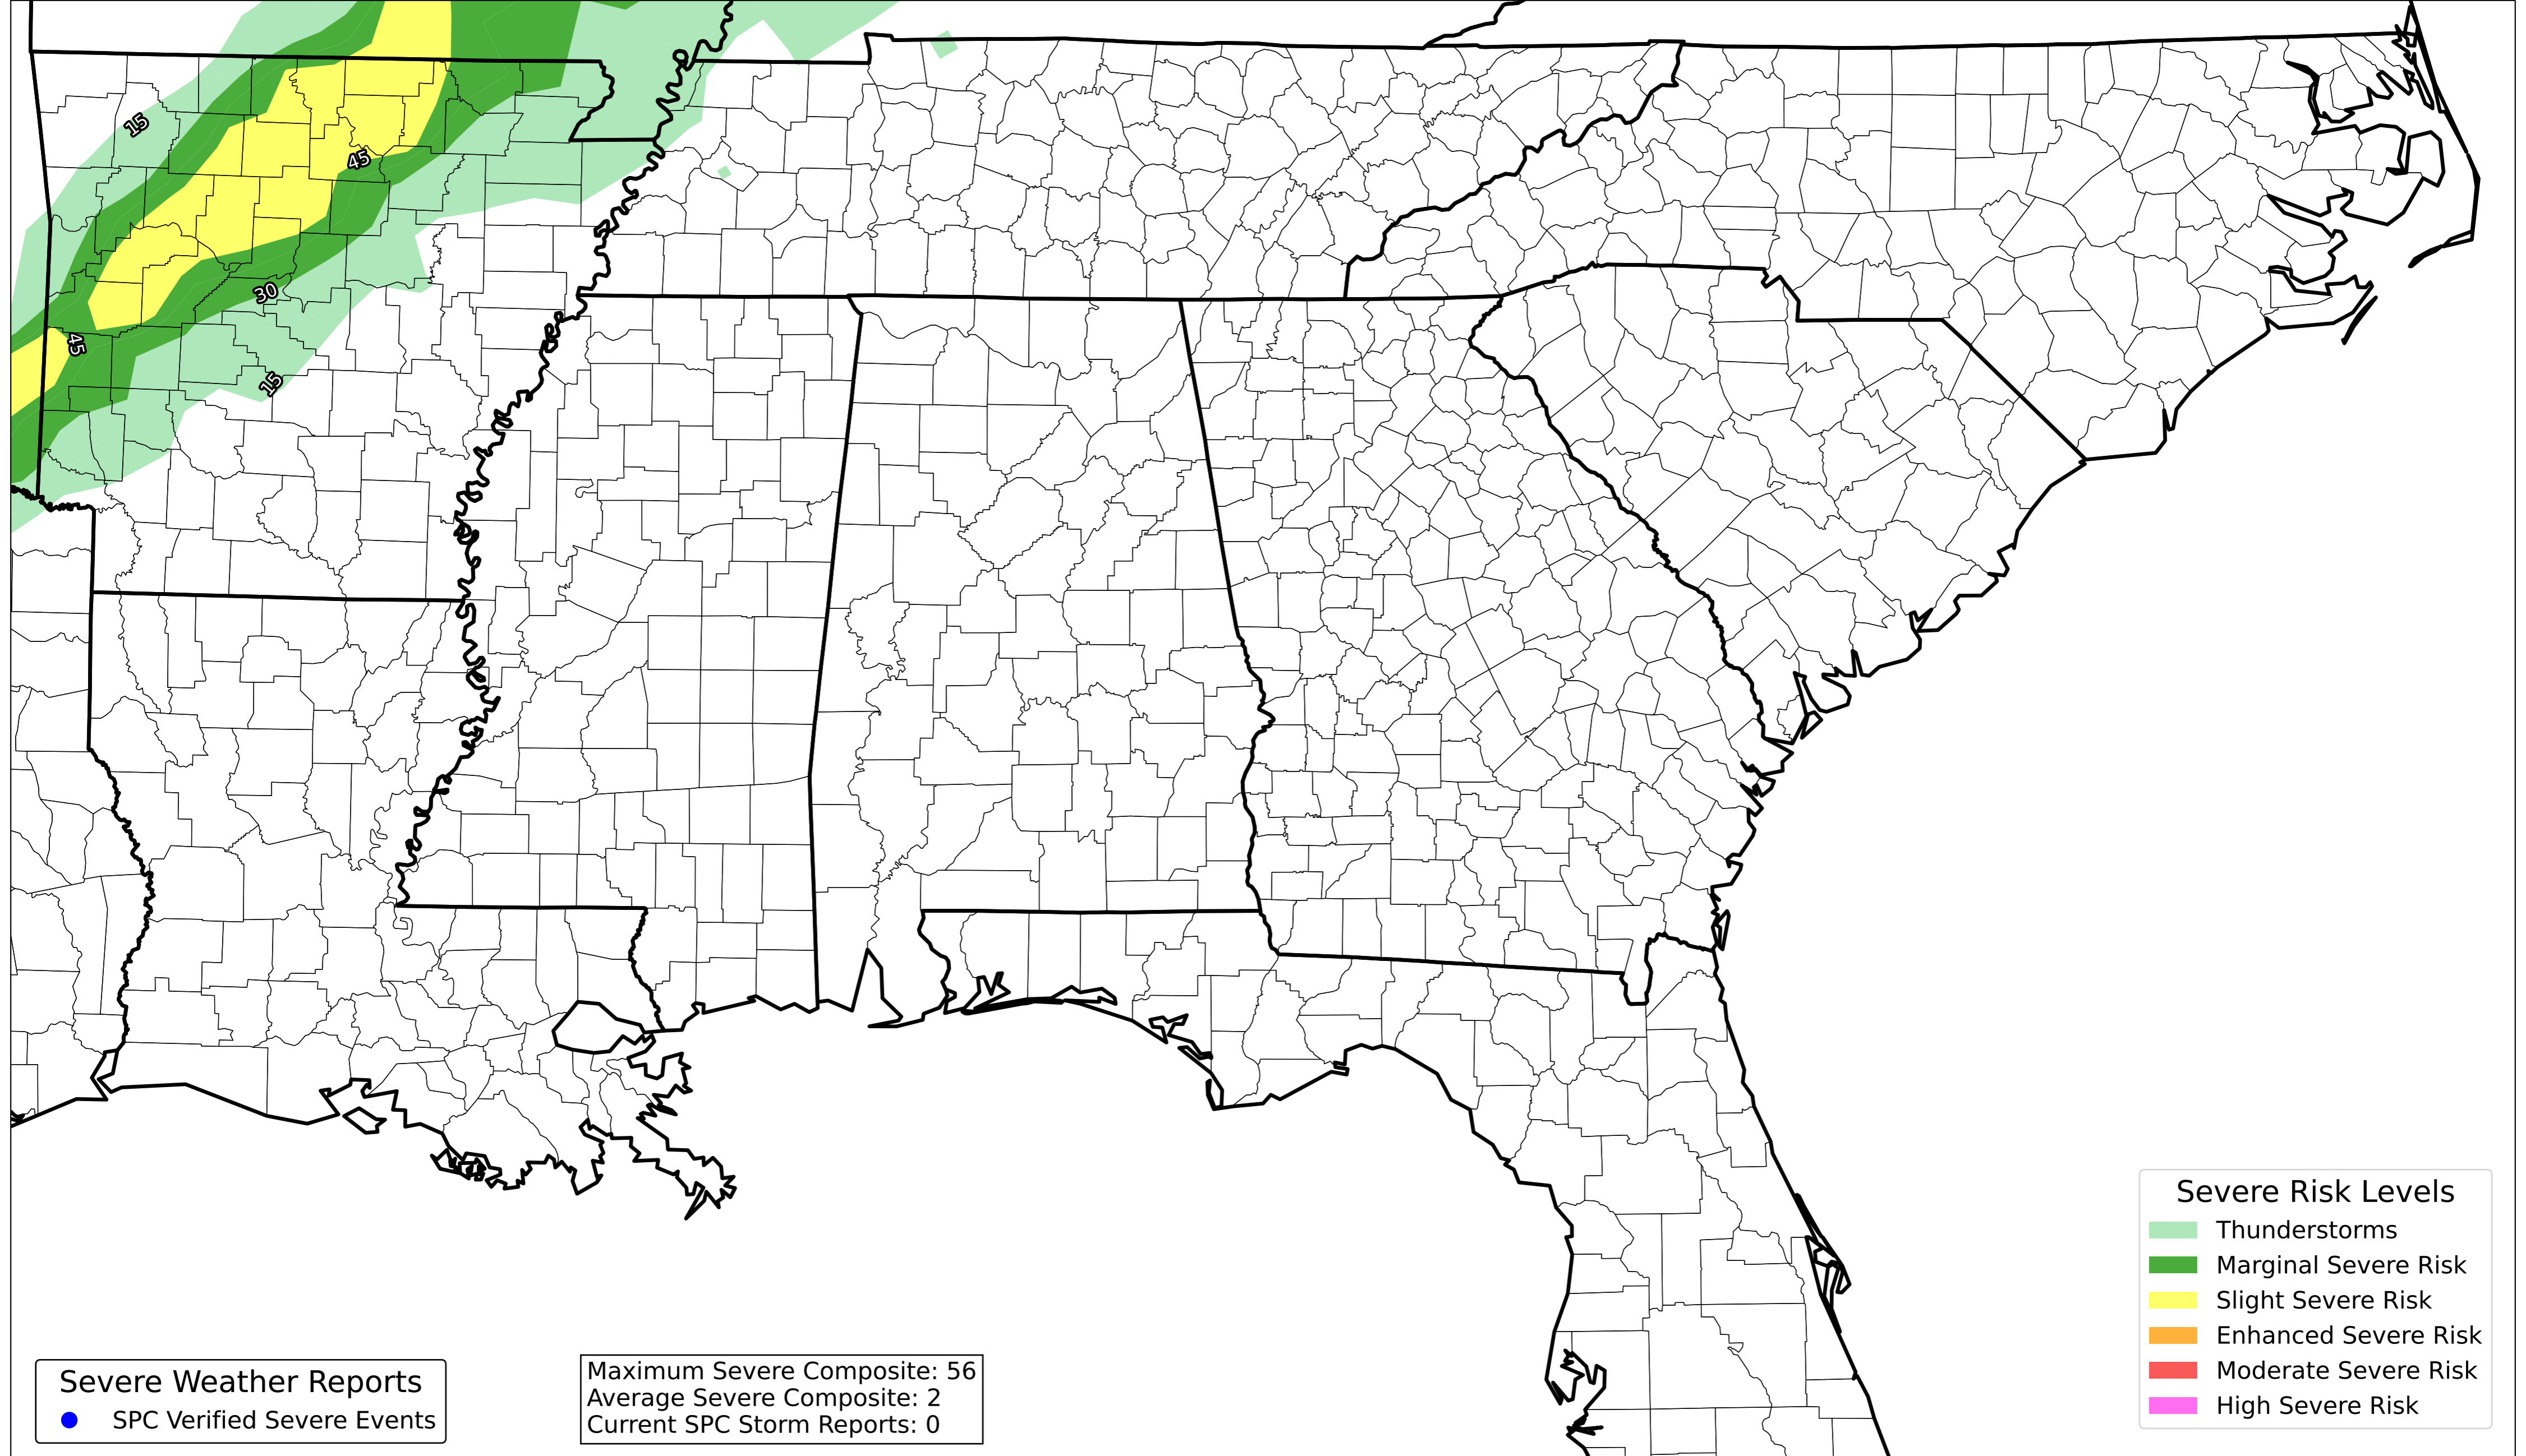 15
45
30
45
15
Severe Risk Levels
Thunderstorms
Marginal Severe Risk
Slight Severe Risk
Enhanced Severe Risk
Moderate Severe Risk
High Severe Risk
Severe Weather Reports
SPC Verified Severe Events
Maximum Severe Composite: 56
Average Severe Composite: 2
Current SPC Storm Reports: 0